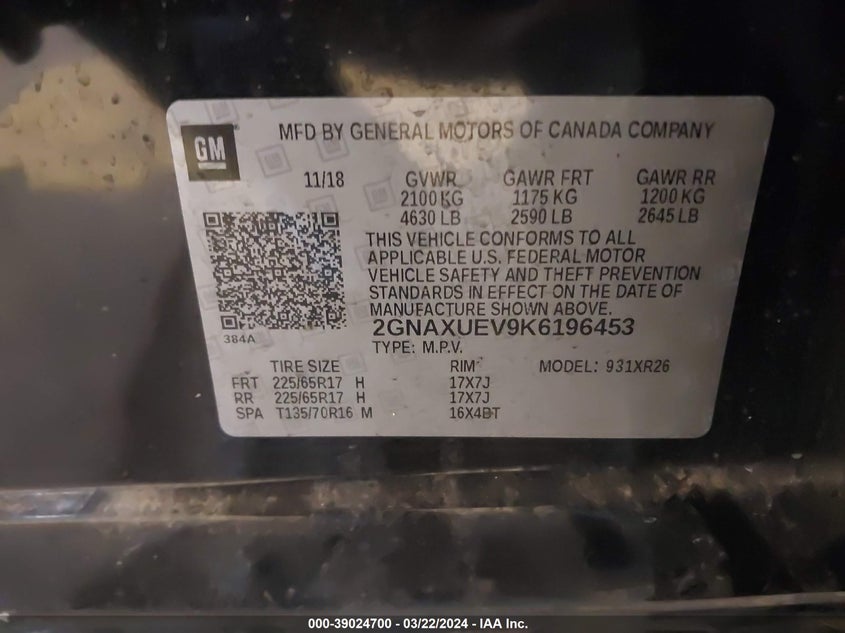 GM
MFD BY GENERAL MOTORS OF CANADA COMPANY
11/18 GVWR GAWR FRT GAWR RR
2100 KG 1175 KG 1200 KG
4630 LB 2590 LB 2645 LB
THIS VEHICLE CONFORMS TO ALL
APPLICABLE U.S. FEDERAL MOTOR
VEHICLE SAFETY AND THEFT PREVENTION
STANDARDS IN EFFECT ON THE DATE OF
MANUFACTURE SHOWN ABOVE.
2GNAXUEV9K6196453
384A
TYPE: M.P.V.
TIRE SIZE RIM MODEL: 931XR26
FRT 225/65R17 H 17X7J
RR 225/65R17 H 17X7J
SPA T135/70R16 M 16X4BT
000-39024700 - 03/22/2024 - IAA Inc.